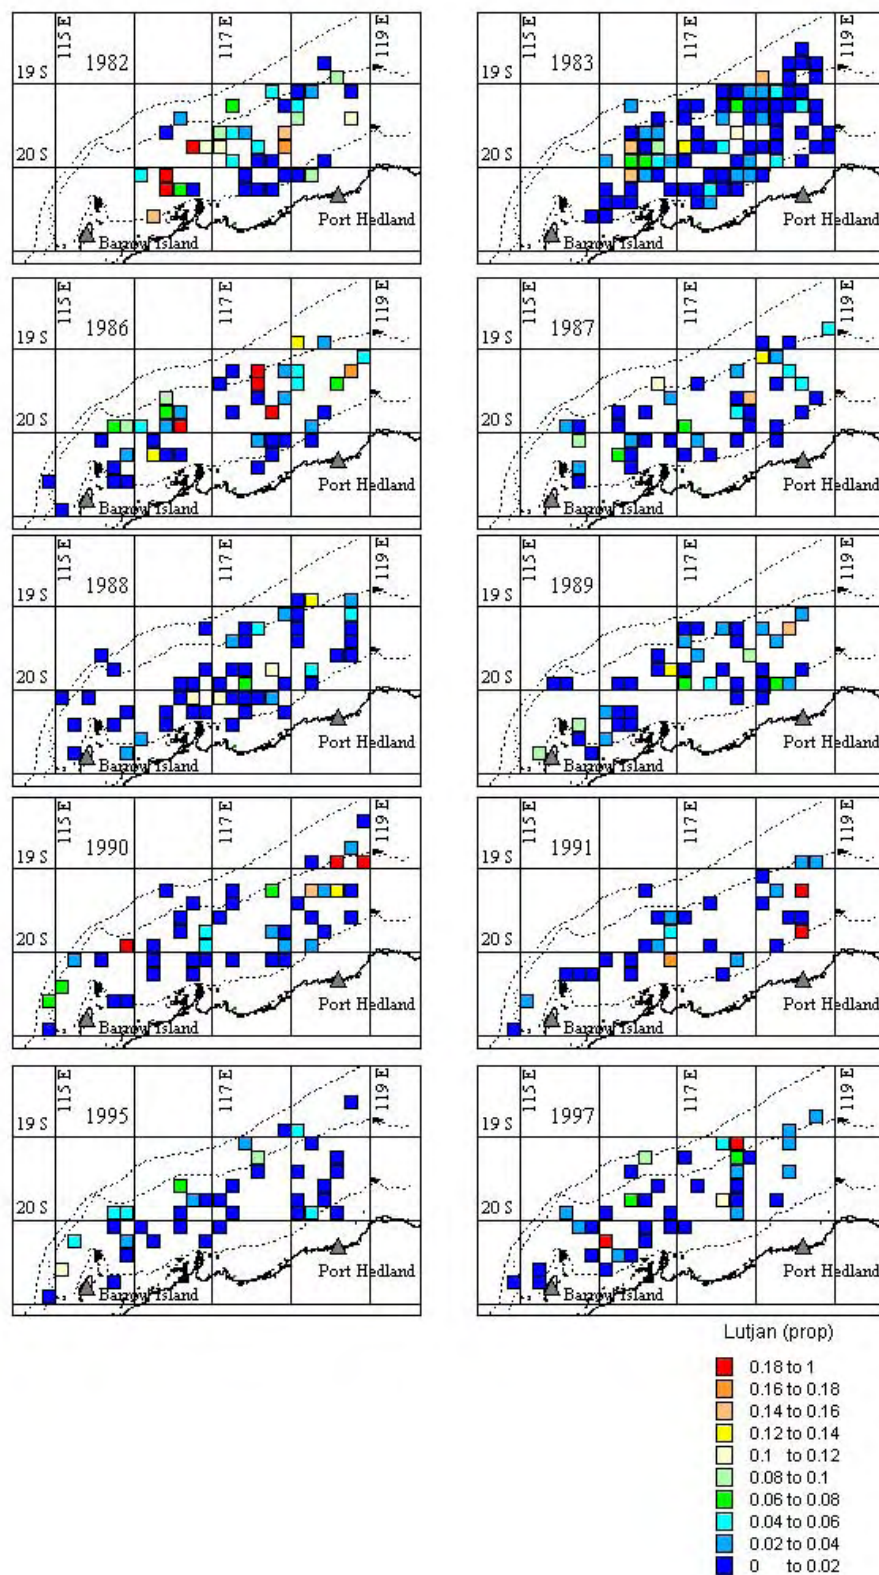 115 E
117 E
119 E
1982
19 S
20 S
Port Hedland
Barrow Island
115 E
117 E
119 E
1983
19 S
20 S
Port Hedland
Barrow Island
115 E
117 E
119 E
1986
19 S
20 S
Port Hedland
Barrow Island
115 E
117 E
119 E
1987
19 S
20 S
Port Hedland
Barrow Island
115 E
117 E
119 E
1988
19 S
20 S
Port Hedland
Barrow Island
115 E
117 E
119 E
1989
19 S
20 S
Port Hedland
Barrow Island
115 E
117 E
119 E
1990
19 S
20 S
Port Hedland
Barrow Island
115 E
117 E
119 E
1991
19 S
20 S
Port Hedland
Barrow Island
115 E
117 E
119 E
1995
19 S
20 S
Port Hedland
Barrow Island
115 E
117 E
119 E
1997
19 S
20 S
Port Hedland
Barrow Island
Lutjan (prop)
0.18 to 1
0.16 to 0.18
0.14 to 0.16
0.12 to 0.14
0.1 to 0.12
0.08 to 0.1
0.06 to 0.08
0.04 to 0.06
0.02 to 0.04
0 to 0.02